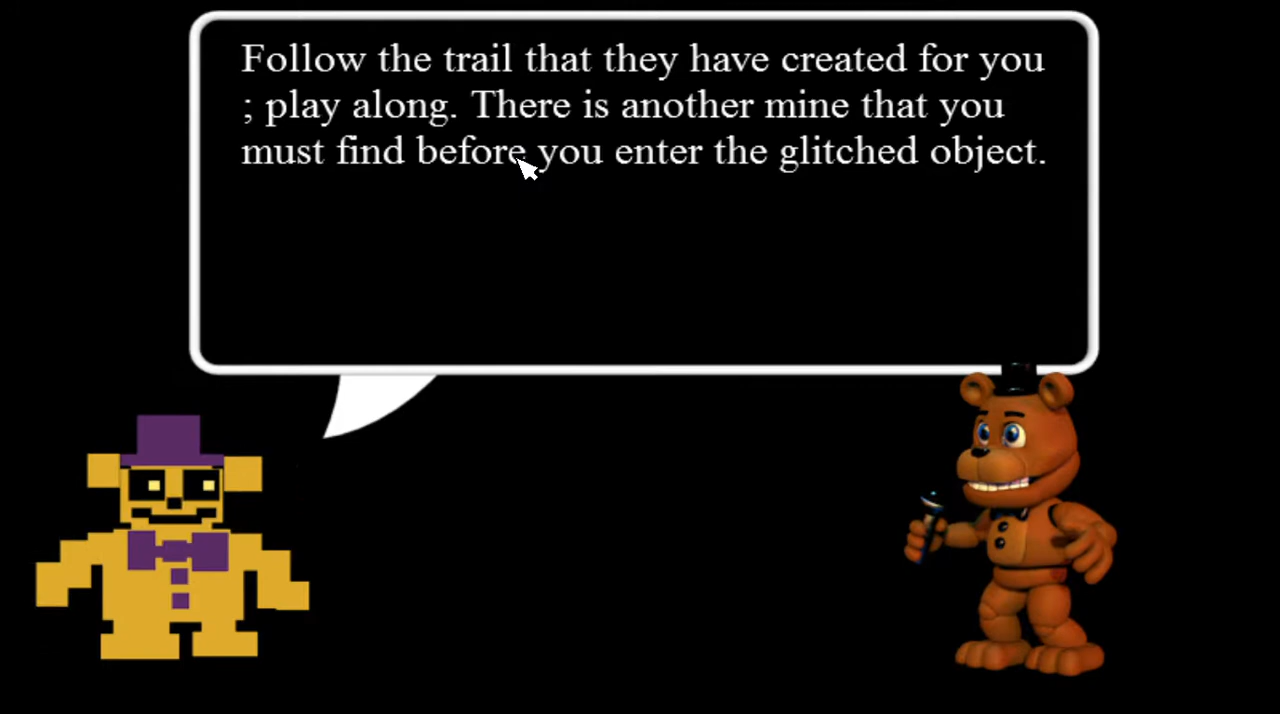 Follow the trail that they have created for you
; play along. There is another mine that you
must find before you enter the glitched object.